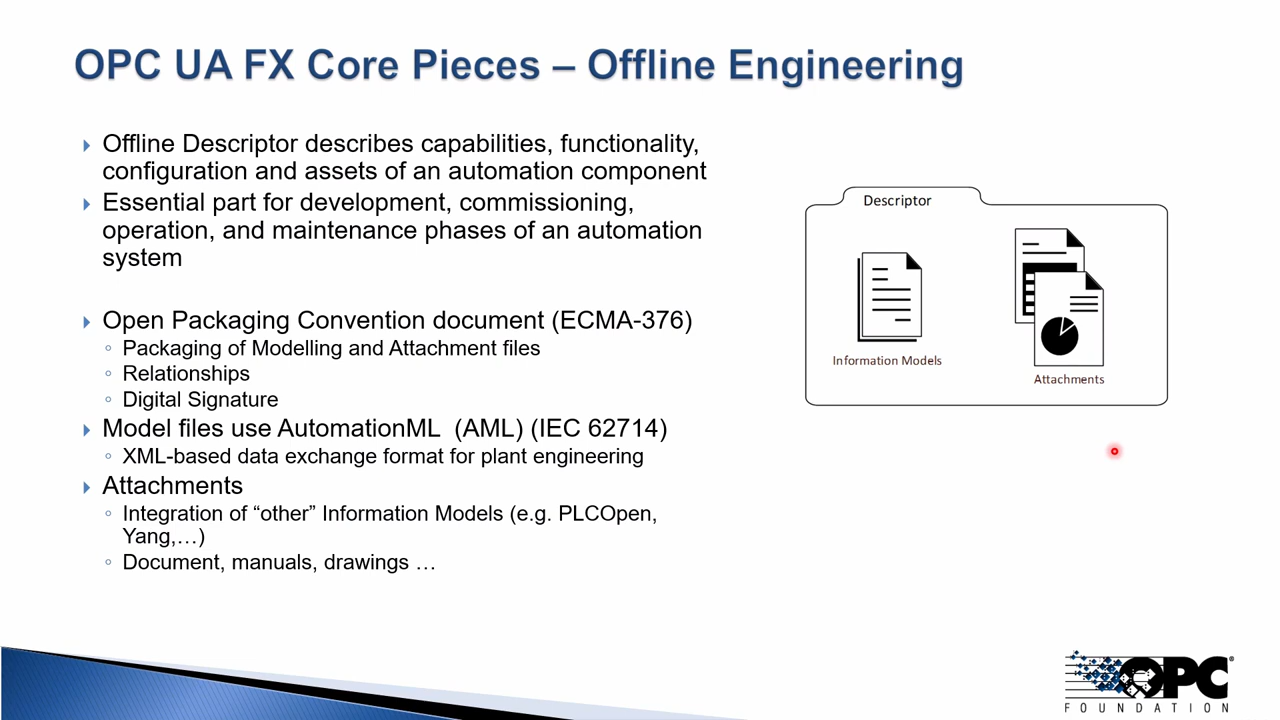 OPC UA FX Core Pieces – Offline Engineering
Offline Descriptor describes capabilities, functionality,
configuration and assets of an automation component
Essential part for development, commissioning,
operation, and maintenance phases of an automation
system
Open Packaging Convention document (ECMA-376)
Packaging of Modelling and Attachment files
Relationships
Digital Signature
Model files use AutomationML (AML) (IEC 62714)
XML-based data exchange format for plant engineering
Attachments
Integration of “other” Information Models (e.g. PLCOpen,
Yang,…)
Document, manuals, drawings …
Descriptor
Information Models
Attachments
OPC®
FOUNDATION